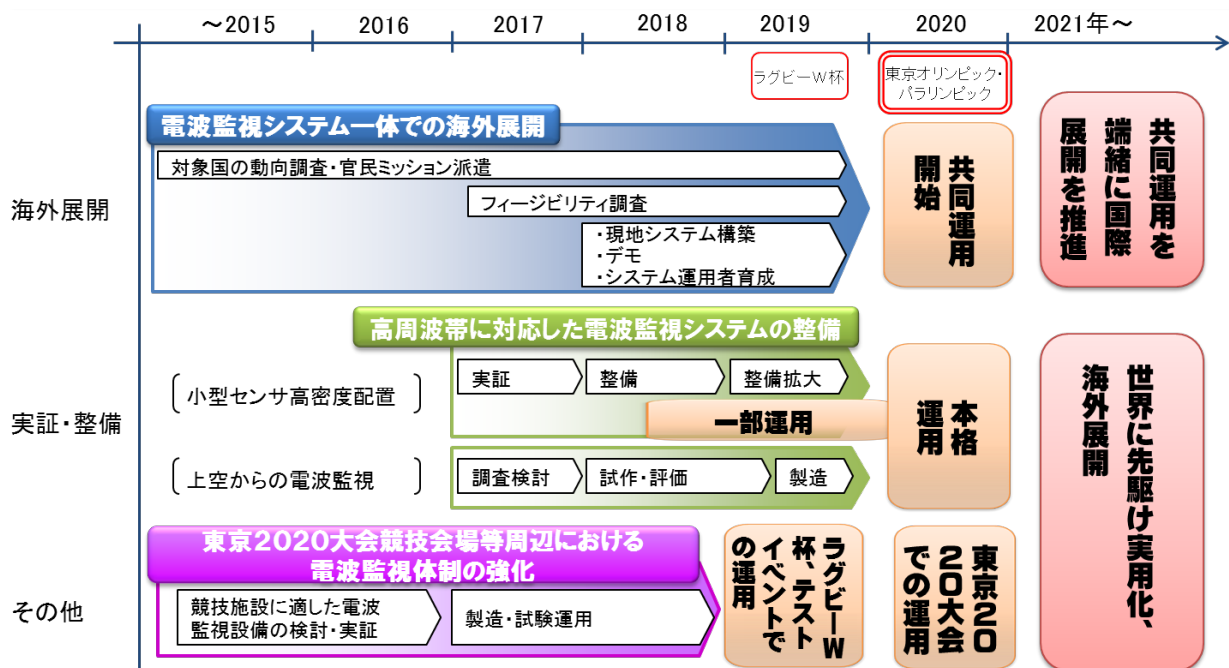 ～2015
2016
2017
2018
2019
2020
2021年～
ラグビーW杯
東京オリンピック・
パラリンピック
海外展開
電波監視システム一体での海外展開
対象国の動向調査・官民ミッション派遣
フィージビリティ調査
・現地システム構築
・デモ
・システム運用者育成
共同運用
開始
共同運用を
端緒に国際
展開を推進
実証・整備
高周波帯に対応した電波監視システムの整備
小型センサ高密度配置
実証
整備
整備拡大
一部運用
上空からの電波監視
調査検討
試作・評価
製造
本格
運用
世界に先駆け実用化、
海外展開
その他
東京２０２０大会競技会場等周辺における
電波監視体制の強化
競技施設に適した電波
監視設備の検討・実証
製造・試験運用
ラグビーW
杯、テスト
イベントで
の運用
東京２０
２０大会
での運用